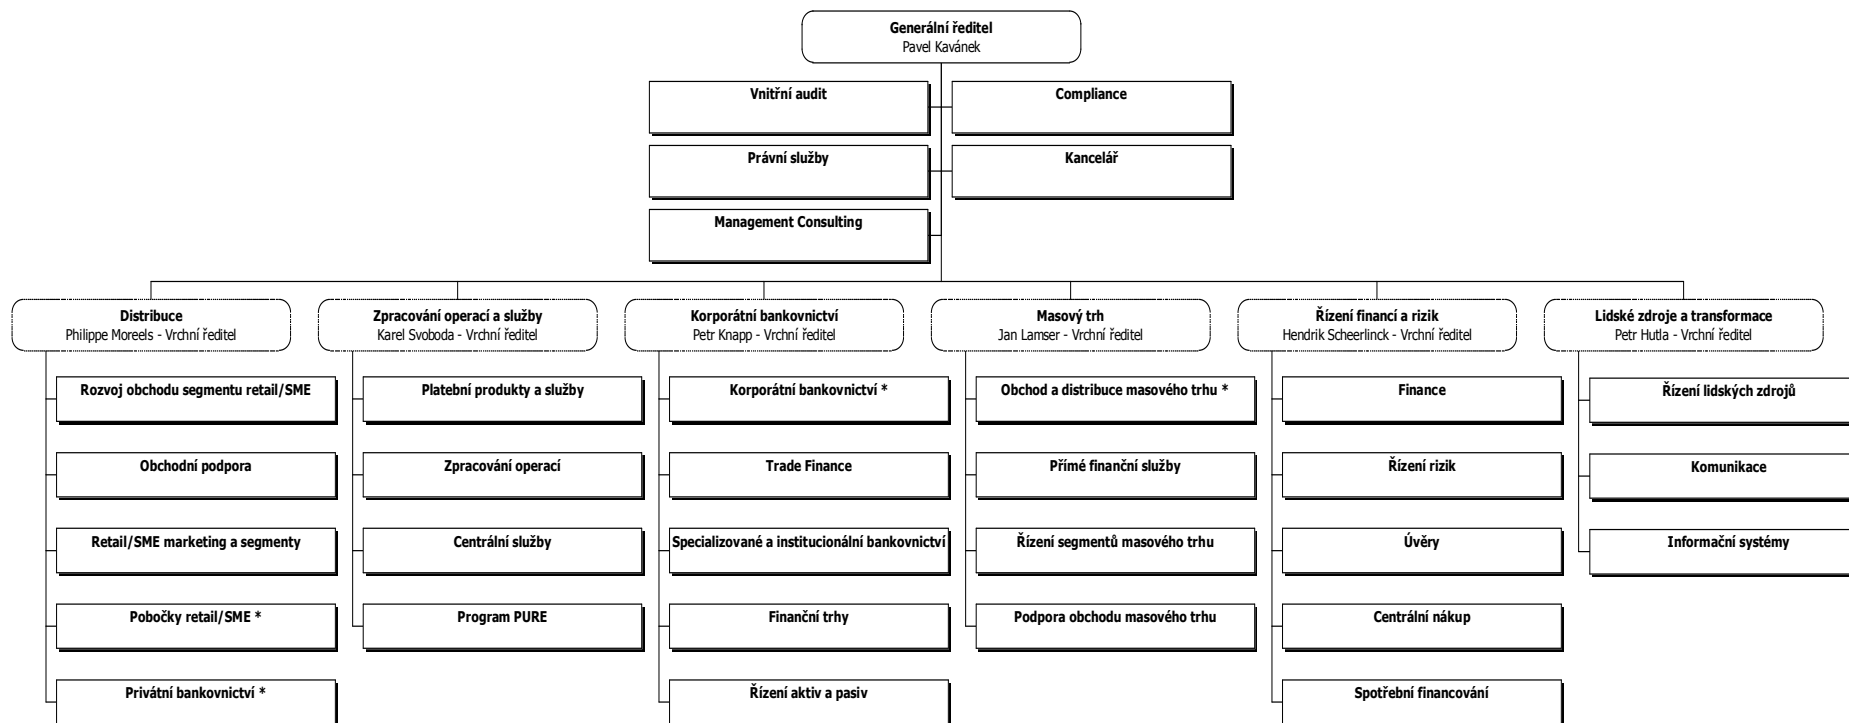 Generální ředitel
Pavel Kavánek
Vnitřní audit
Compliance
Právní služby
Kancelář
Management Consulting
Distribuce
Philippe Moreels - Vrchní ředitel
Rozvoj obchodu segmentu retail/SME
Obchodní podpora
Retail/SME marketing a segmenty
Pobočky retail/SME *
Privátní bankovnictví *
Zpracování operací a služby
Karel Svoboda - Vrchní ředitel
Platební produkty a služby
Zpracování operací
Centrální služby
Program PURE
Korporátní bankovnictví
Petr Knapp - Vrchní ředitel
Korporátní bankovnictví *
Trade Finance
Specializované a institucionální bankovnictví
Finanční trhy
Řízení aktiv a pasiv
Masový trh
Jan Lamser - Vrchní ředitel
Obchod a distribuce masového trhu *
Přímé finanční služby
Řízení segmentů masového trhu
Podpora obchodu masového trhu
Řízení financí a rizik
Hendrik Scheerlinck - Vrchní ředitel
Finance
Řízení rizik
Úvěry
Centrální nákup
Spotřební financování
Lidské zdroje a transformace
Petr Hutla - Vrchní ředitel
Řízení lidských zdrojů
Komunikace
Informační systémy